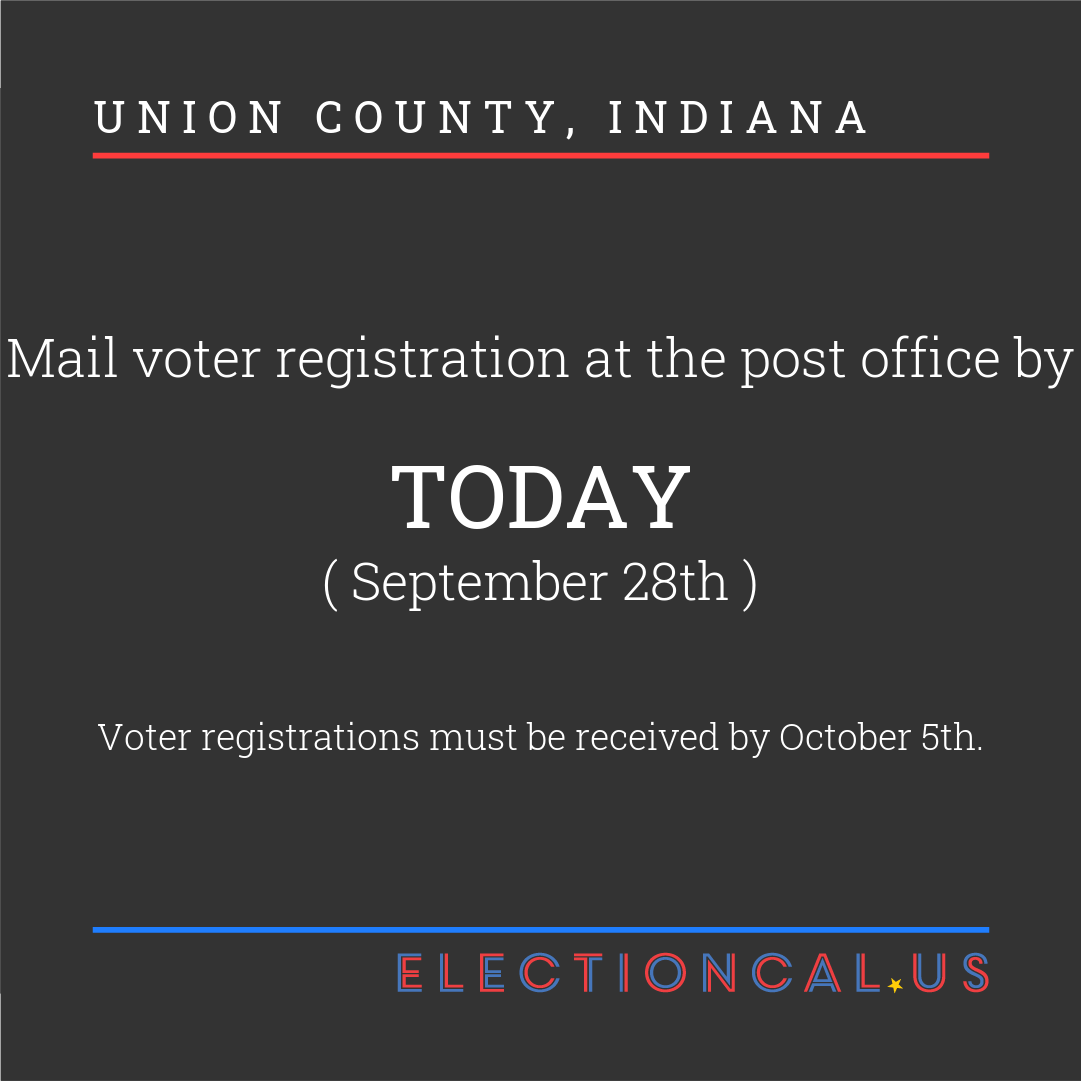 UNION COUNTY, INDIANA
Mail voter registration at the post office by
TODAY
( September 28th )
Voter registrations must be received by October 5th.
ELECTIONCAL.US